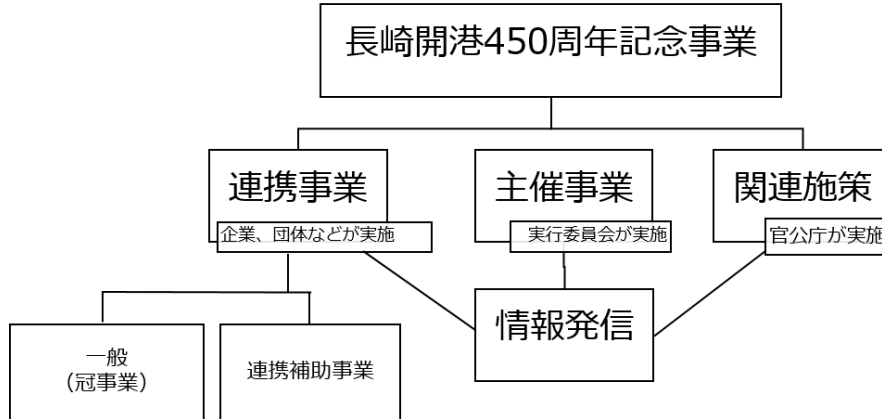 長崎開港450周年記念事業
連携事業
企業、団体などが実施
主催事業
実行委員会が実施
関連施策
官公庁が実施
情報発信
一般
（冠事業）
連携補助事業